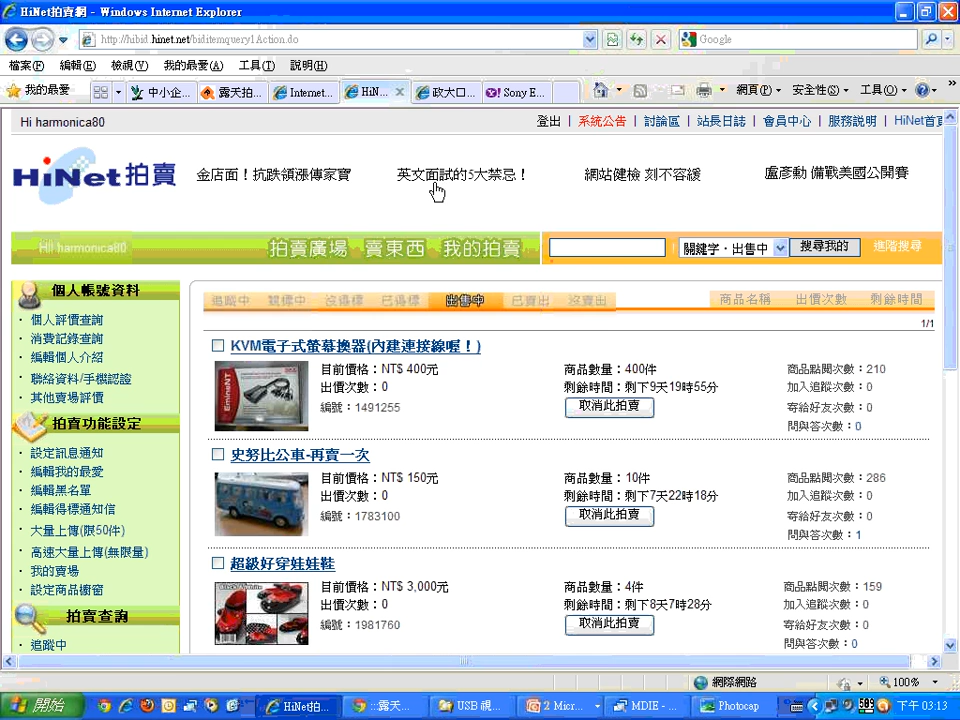 HiNet拍賣網 - Windows Internet Explorer
http://hibid.hinet.net/biditemquery1Action.do
Google
檔案(F) 編輯(E) 檢視(V) 我的最愛(A) 工具(T) 說明(H)
我的最愛 中小企... 露天拍... Internet... HiN... 政大口... Sony E... 網頁(P) 安全性(S) 工具(O)
Hi harmonica80
登出 | 系統公告 | 討論區 | 站長日誌 | 會員中心 | 服務說明 | HiNet首頁
HiNet拍賣
金店面！抗跌領漲傳家寶 英文面試的5大禁忌！ 網站健檢 刻不容緩 盧彥勳 備戰美國公開賽
Hi! harmonica80
拍賣廣場 賣東西 我的拍賣
關鍵字．出售中 搜尋我的 進階搜尋
個人帳號資料
追蹤中 競標中 沒得標 已得標 出售中 已賣出 沒賣出
商品名稱 出價次數 剩餘時間
1/1
．個人評價查詢
．消費記錄查詢
．編輯個人介紹
．聯絡資料/手機認證
．其他賣場評價
拍賣功能設定
．設定訊息通知
．編輯我的最愛
．編輯黑名單
．編輯得標通知信
．大量上傳(限50件)
．高速大量上傳(無限量)
．我的賣場
．設定商品櫥窗
拍賣查詢
．追蹤中
KVM電子式螢幕換器(內建連接線喔！)
EmineNT
目前價格：NT$ 400元
出價次數：0
編號：1491255
商品數量：400件
剩餘時間：剩下9天19時55分
取消此拍賣
商品點閱次數：210
加入追蹤次數：0
寄給好友次數：0
問與答次數：0
史努比公車-再賣一次
目前價格：NT$ 150元
出價次數：0
編號：1783100
商品數量：10件
剩餘時間：剩下7天22時18分
取消此拍賣
商品點閱次數：286
加入追蹤次數：0
寄給好友次數：0
問與答次數：1
超級好穿娃娃鞋
目前價格：NT$ 3,000元
出價次數：0
編號：1981760
商品數量：4件
剩餘時間：剩下8天7時28分
取消此拍賣
商品點閱次數：159
加入追蹤次數：0
寄給好友次數：0
問與答次數：0
網際網路
100%
開始 HiNet拍... :::露天... USB 視... 2 Micr... MDIE - ... Photocap 下午 03:13